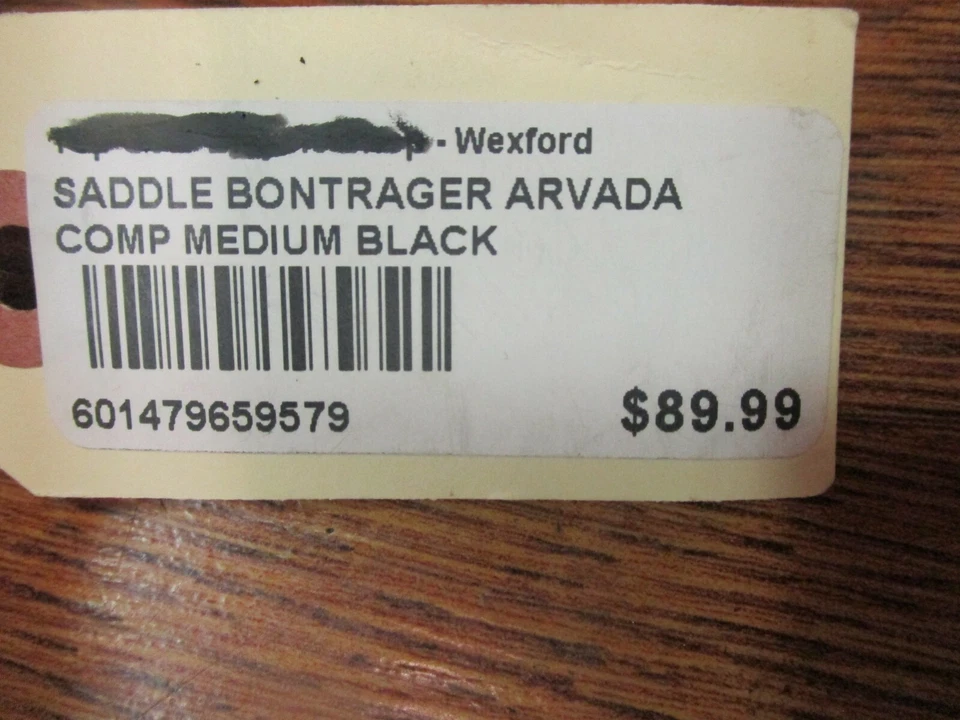 - Wexford
SADDLE BONTRAGER ARVADA
COMP MEDIUM BLACK
601479659579
$89.99